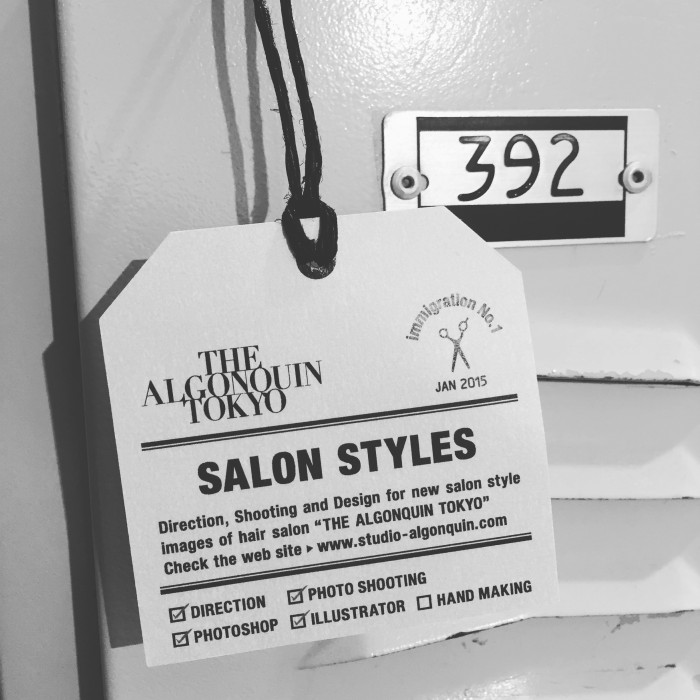 392
immigration No.1
JAN 2015
THE
ALGONQUIN
TOKYO
SALON STYLES
Direction, Shooting and Design for new salon style
images of hair salon “THE ALGONQUIN TOKYO”
Check the web site ▸ www.studio-algonquin.com
☑ DIRECTION ☑ PHOTO SHOOTING
☑ PHOTOSHOP ☑ ILLUSTRATOR ☐ HAND MAKING